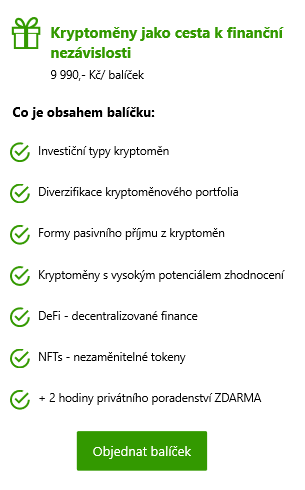 Kryptoměny jako cesta k finanční
nezávislosti
9 990,- Kč/ balíček
Co je obsahem balíčku:
Investiční typy kryptoměn
Diverzifikace kryptoměnového portfolia
Formy pasivního příjmu z kryptoměn
Kryptoměny s vysokým potenciálem zhodnocení
DeFi - decentralizované finance
NFTs - nezaměnitelné tokeny
+ 2 hodiny privátního poradenství ZDARMA
Objednat balíček